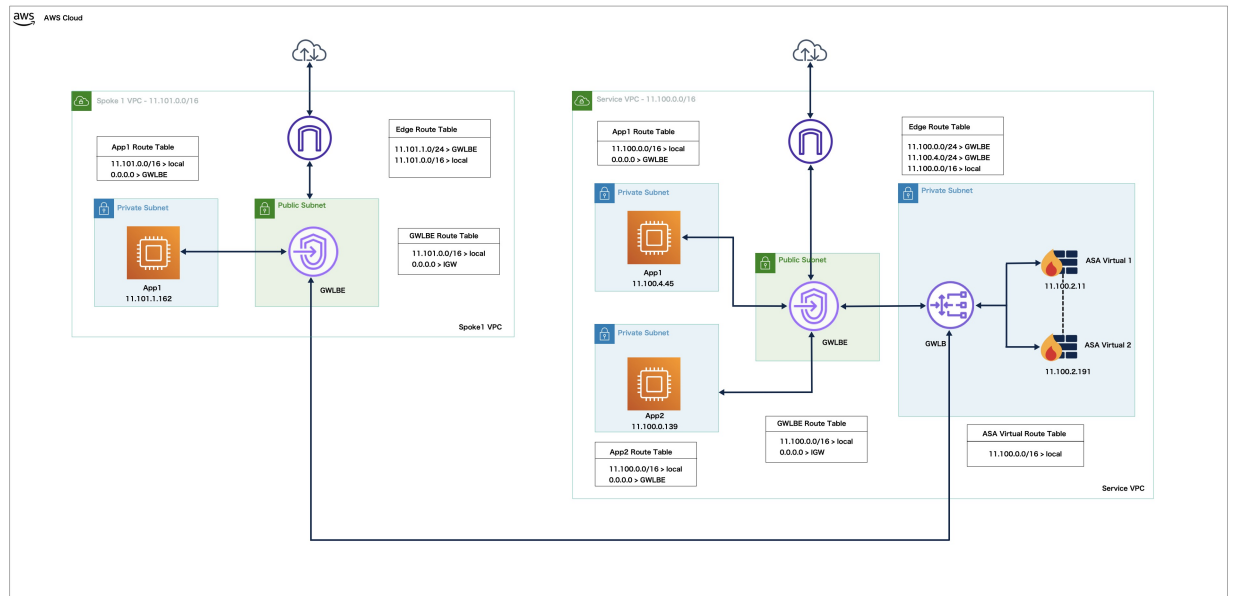 aws
AWS Cloud
Spoke 1 VPC - 11.101.0.0/16
App1 Route Table
11.101.0.0/16 > local
0.0.0.0 > GWLBE
Edge Route Table
11.101.1.0/24 > GWLBE
11.101.0.0/16 > local
Private Subnet
App1
11.101.1.162
Public Subnet
GWLBE
GWLBE Route Table
11.101.0.0/16 > local
0.0.0.0 > IGW
Spoke1 VPC
Service VPC - 11.100.0.0/16
App1 Route Table
11.100.0.0/16 > local
0.0.0.0 > GWLBE
Edge Route Table
11.100.0.0/24 > GWLBE
11.100.4.0/24 > GWLBE
11.100.0.0/16 > local
Private Subnet
App1
11.100.4.45
Public Subnet
GWLBE
Private Subnet
GWLB
ASA Virtual 1
11.100.2.11
ASA Virtual 2
11.100.2.191
Private Subnet
App2
11.100.0.139
App2 Route Table
11.100.0.0/16 > local
0.0.0.0 > GWLBE
GWLBE Route Table
11.100.0.0/16 > local
0.0.0.0 > IGW
ASA Virtual Route Table
11.100.0.0/16 > local
Service VPC